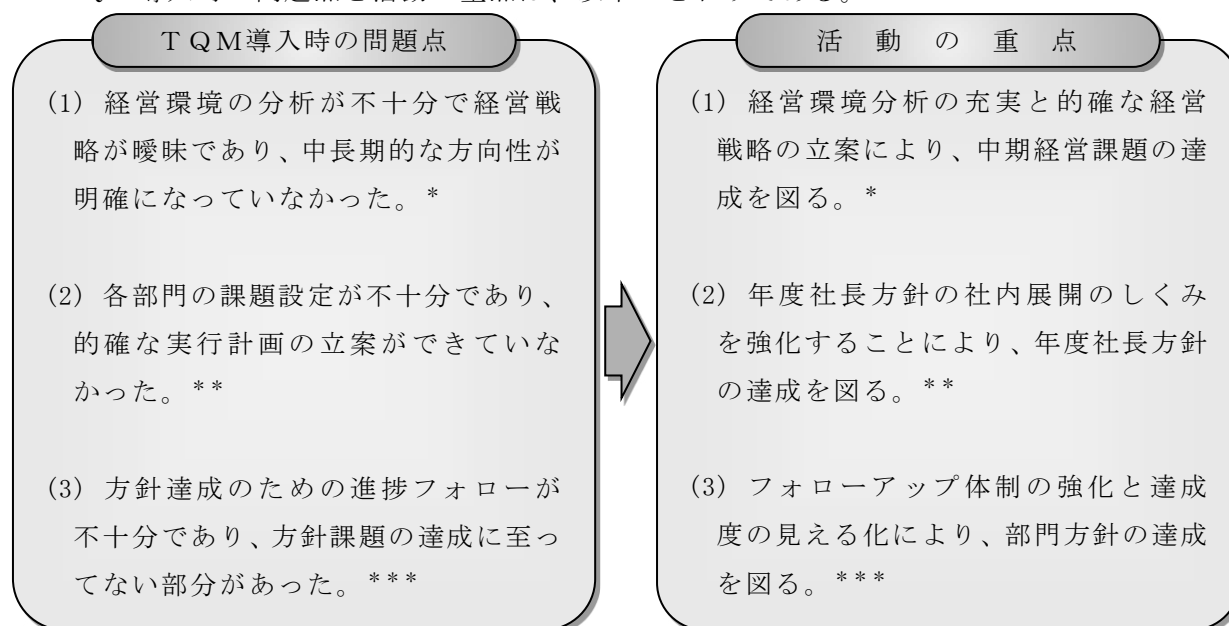 TQM導入時の問題点
(1) 経営環境の分析が不十分で経営戦
略が曖昧であり、中長期的な方向性が
明確になっていなかった。*
(2) 各部門の課題設定が不十分であり、
的確な実行計画の立案ができていな
かった。**
(3) 方針達成のための進捗フォローが
不十分であり、方針課題の達成に至っ
てない部分があった。***
活動の重点
(1) 経営環境分析の充実と的確な経営
戦略の立案により、中期経営課題の達
成を図る。*
(2) 年度社長方針の社内展開のしくみ
を強化することにより、年度社長方針
の達成を図る。**
(3) フォローアップ体制の強化と達成
度の見える化により、部門方針の達成
を図る。***